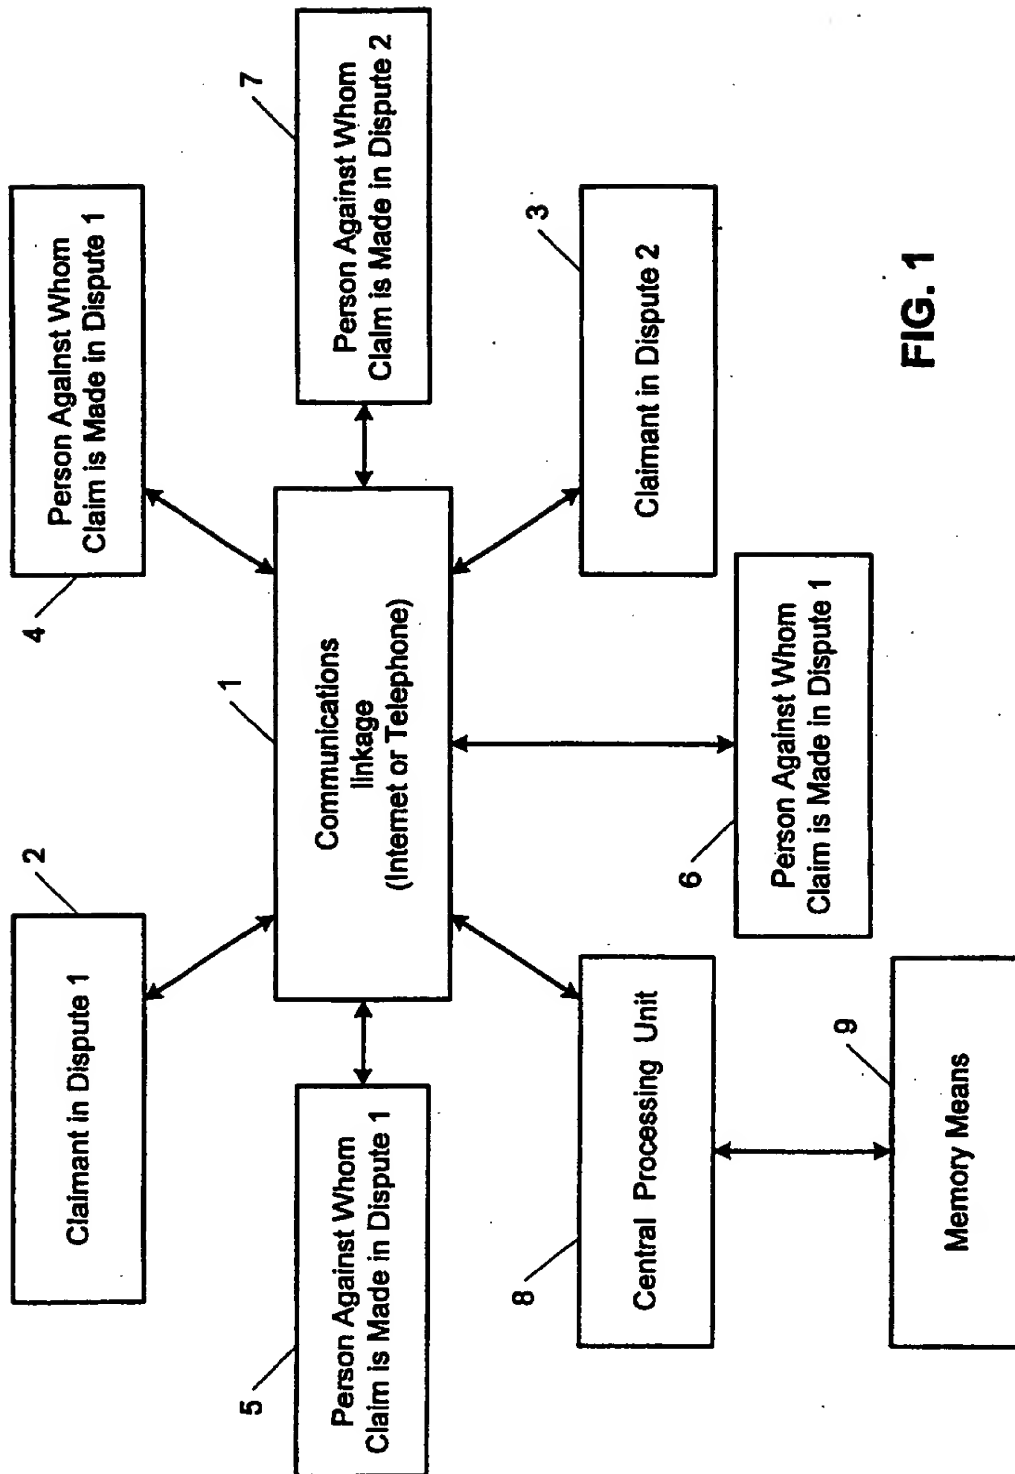 2
Claimant in Dispute 1
4
Person Against Whom
Claim is Made in Dispute 1
5
Person Against Whom
Claim is Made in Dispute 1
1
Communications
linkage
(Internet or Telephone)
7
Person Against Whom
Claim is Made in Dispute 2
8
Central Processing Unit
3
Claimant in Dispute 2
6
Person Against Whom
Claim is Made in Dispute 1
9
Memory Means
FIG. 1